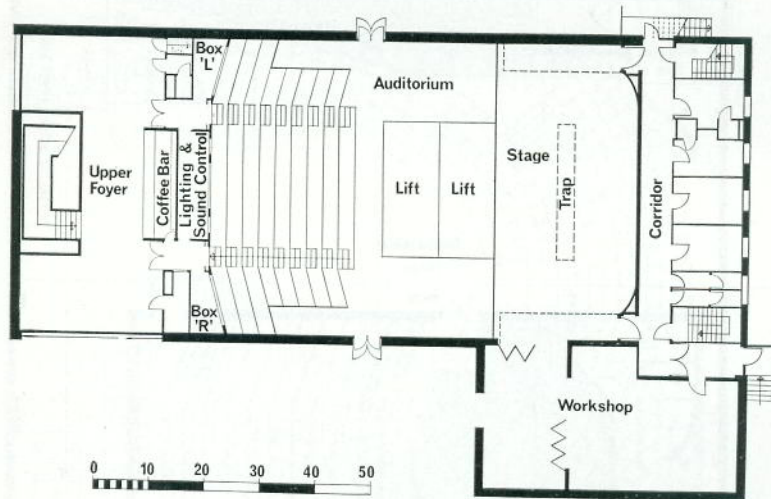 Box
'L'
Auditorium
Upper
Foyer
Coffee Bar
Lighting &
Sound Control
Lift
Lift
Stage
Trap
Corridor
Box
'R'
Workshop
0 10 20 30 40 50